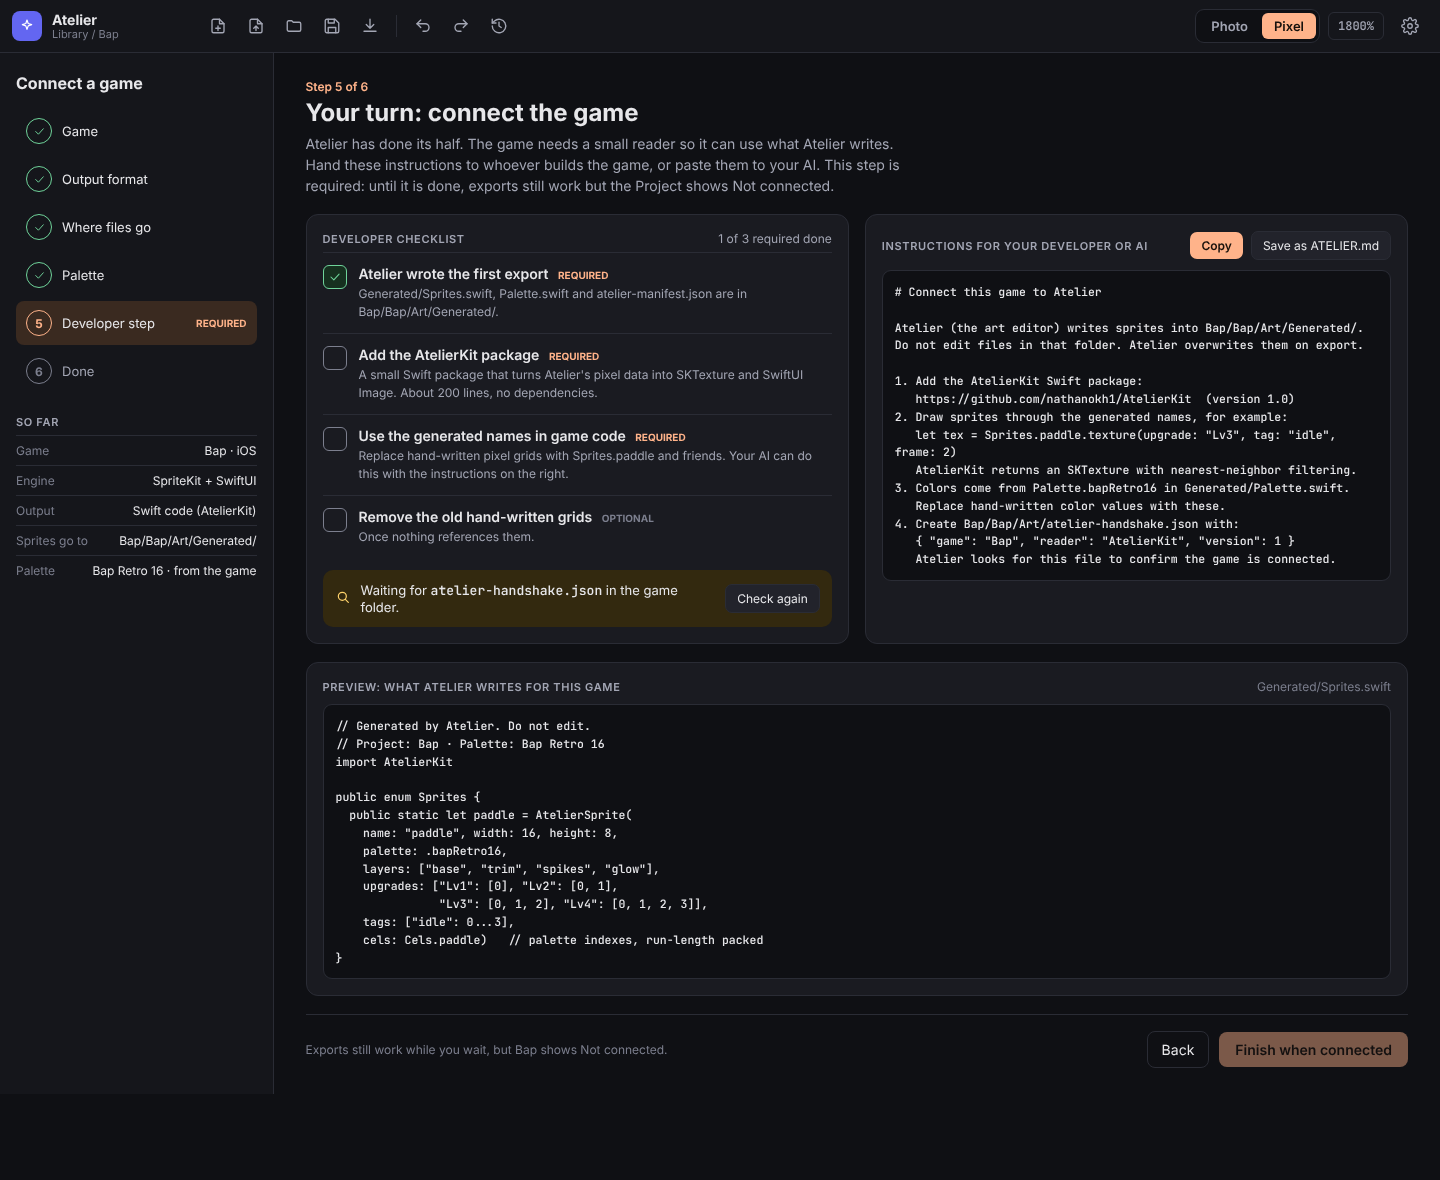 Atelier
Library / Bap
Photo
Pixel
1800%
Connect a game
Game
Output format
Where files go
Palette
5
Developer step
REQUIRED
6
Done
SO FAR
Game
Bap · iOS
Engine
SpriteKit + SwiftUI
Output
Swift code (AtelierKit)
Sprites go to
Bap/Bap/Art/Generated/
Palette
Bap Retro 16 · from the game
Step 5 of 6
Your turn: connect the game
Atelier has done its half. The game needs a small reader so it can use what Atelier writes.
Hand these instructions to whoever builds the game, or paste them to your AI. This step is
required: until it is done, exports still work but the Project shows Not connected.
DEVELOPER CHECKLIST
1 of 3 required done
Atelier wrote the first export REQUIRED
Generated/Sprites.swift, Palette.swift and atelier-manifest.json are in
Bap/Bap/Art/Generated/.
Add the AtelierKit package REQUIRED
A small Swift package that turns Atelier's pixel data into SKTexture and SwiftUI
Image. About 200 lines, no dependencies.
Use the generated names in game code REQUIRED
Replace hand-written pixel grids with Sprites.paddle and friends. Your AI can do
this with the instructions on the right.
Remove the old hand-written grids OPTIONAL
Once nothing references them.
Waiting for atelier-handshake.json in the game
folder.
Check again
INSTRUCTIONS FOR YOUR DEVELOPER OR AI
Copy
Save as ATELIER.md
# Connect this game to Atelier
Atelier (the art editor) writes sprites into Bap/Bap/Art/Generated/.
Do not edit files in that folder. Atelier overwrites them on export.
1. Add the AtelierKit Swift package:
https://github.com/nathanokh1/AtelierKit (version 1.0)
2. Draw sprites through the generated names, for example:
let tex = Sprites.paddle.texture(upgrade: "Lv3", tag: "idle",
frame: 2)
AtelierKit returns an SKTexture with nearest-neighbor filtering.
3. Colors come from Palette.bapRetro16 in Generated/Palette.swift.
Replace hand-written color values with these.
4. Create Bap/Bap/Art/atelier-handshake.json with:
{ "game": "Bap", "reader": "AtelierKit", "version": 1 }
Atelier looks for this file to confirm the game is connected.
PREVIEW: WHAT ATELIER WRITES FOR THIS GAME
Generated/Sprites.swift
// Generated by Atelier. Do not edit.
// Project: Bap · Palette: Bap Retro 16
import AtelierKit
public enum Sprites {
public static let paddle = AtelierSprite(
name: "paddle", width: 16, height: 8,
palette: .bapRetro16,
layers: ["base", "trim", "spikes", "glow"],
upgrades: ["Lv1": [0], "Lv2": [0, 1],
"Lv3": [0, 1, 2], "Lv4": [0, 1, 2, 3]],
tags: ["idle": 0...3],
cels: Cels.paddle) // palette indexes, run-length packed
}
Exports still work while you wait, but Bap shows Not connected.
Back
Finish when connected